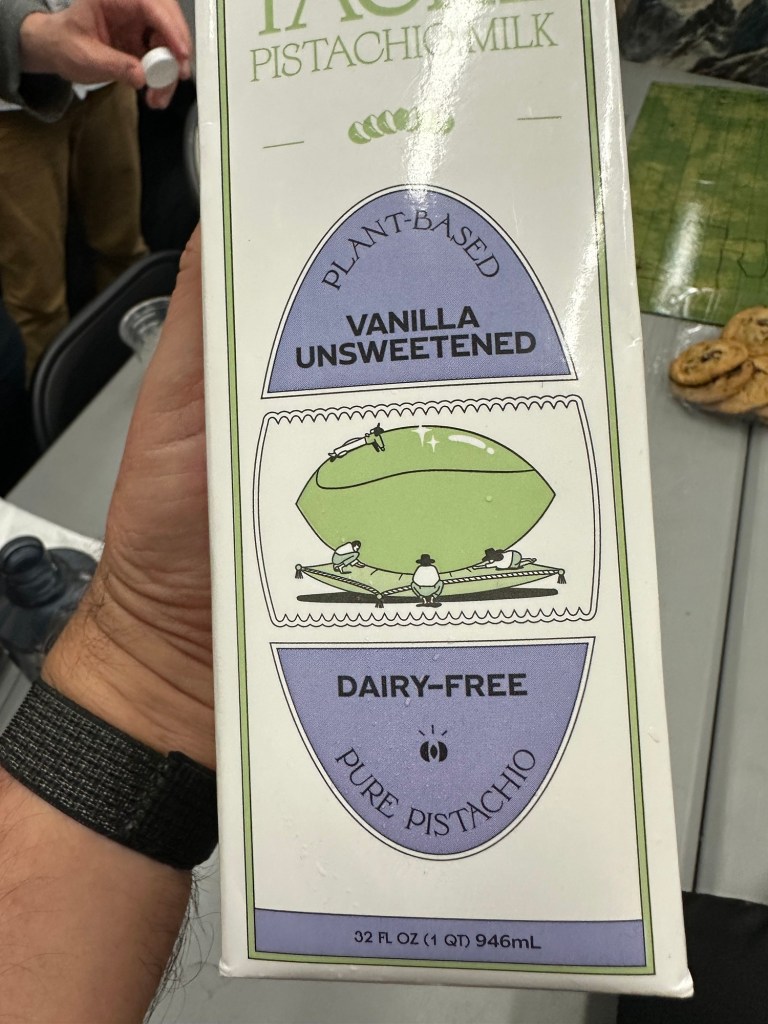 PISTACHIO MILK
PLANT-BASED
VANILLA
UNSWEETENED
DAIRY-FREE
PURE PISTACHIO
32 FL OZ (1 QT) 946mL